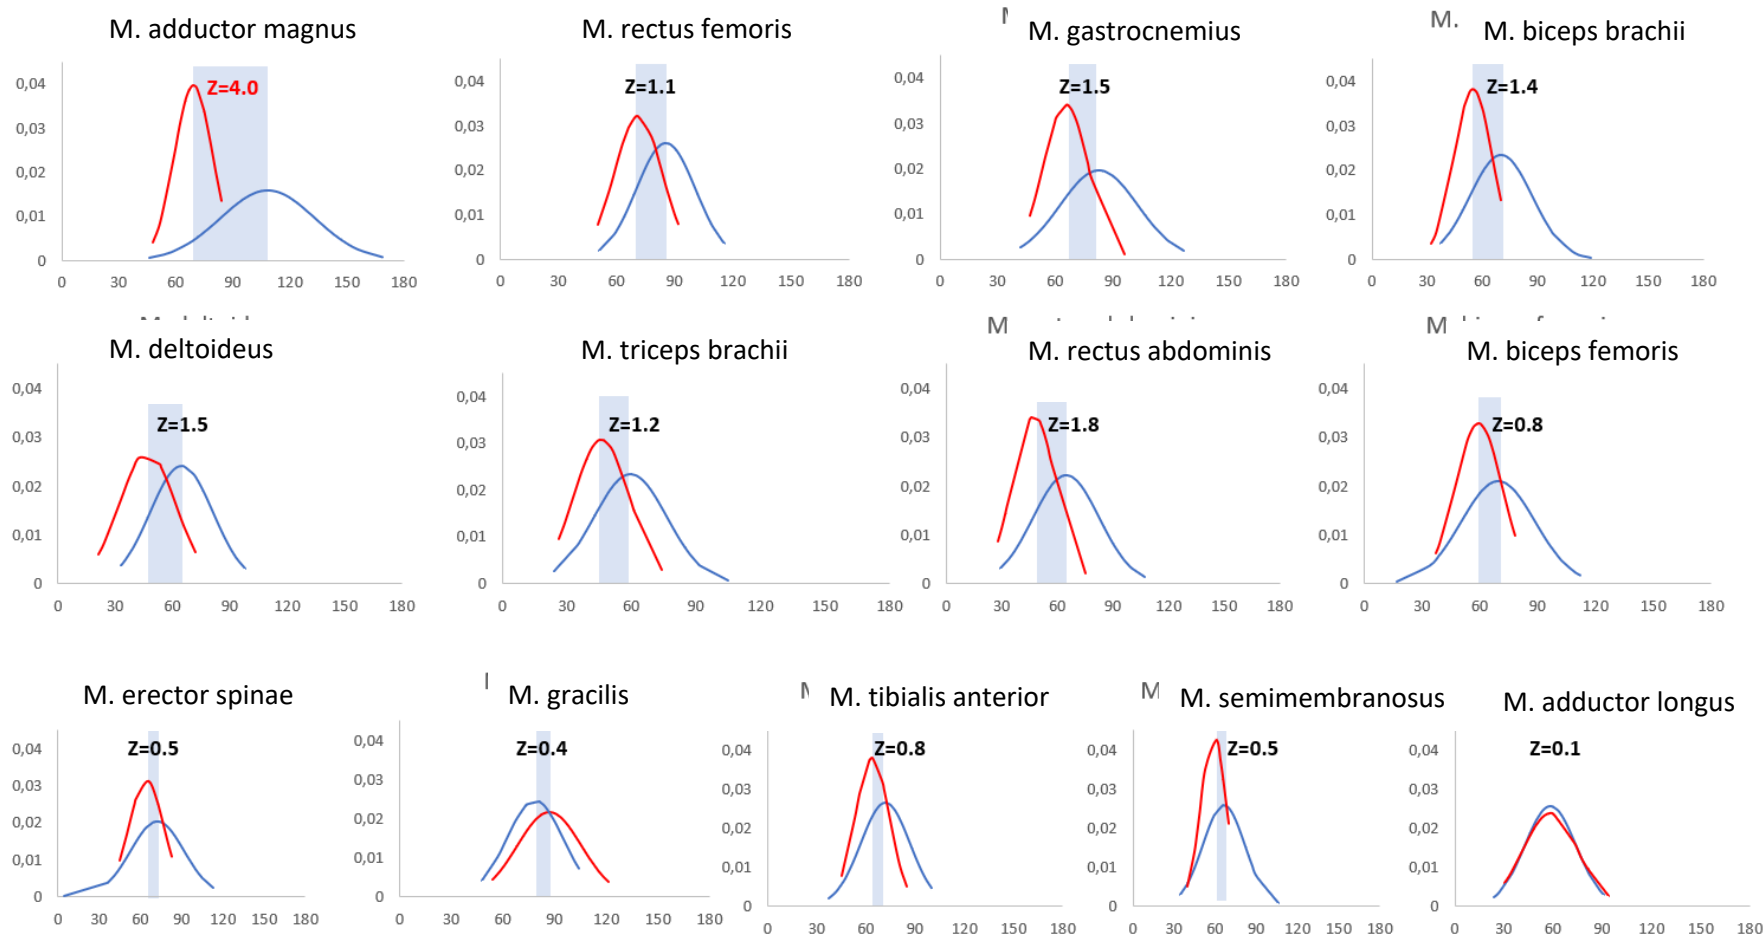 M. adductor magnus
Z=4.0
0,04
0,03
0,02
0,01
0
0 30 60 90 120 150 180
M. rectus femoris
Z=1.1
0,04
0,03
0,02
0,01
0
0 30 60 90 120 150 180
M. gastrocnemius
Z=1.5
0,04
0,03
0,02
0,01
0
0 30 60 90 120 150 180
M.
M. biceps brachii
Z=1.4
0,04
0,03
0,02
0,01
0
0 30 60 90 120 150 180
M. deltoideus
Z=1.5
0,04
0,03
0,02
0,01
0
0 30 60 90 120 150 180
M. triceps brachii
Z=1.2
0,04
0,03
0,02
0,01
0
0 30 60 90 120 150 180
M
M. rectus abdominis
Z=1.8
0,04
0,03
0,02
0,01
0
0 30 60 90 120 150 180
M. biceps femoris
Z=0.8
0,04
0,03
0,02
0,01
0
0 30 60 90 120 150 180
M. erector spinae
Z=0.5
0,04
0,03
0,02
0,01
0
0 30 60 90 120 150 180
M. gracilis
Z=0.4
0,04
0,03
0,02
0,01
0
0 30 60 90 120 150 180
M. tibialis anterior
Z=0.8
0,04
0,03
0,02
0,01
0
0 30 60 90 120 150 180
M
M. semimembranosus
Z=0.5
0,04
0,03
0,02
0,01
0
0 30 60 90 120 150 180
M. adductor longus
Z=0.1
0,04
0,03
0,02
0,01
0
0 30 60 90 120 150 180